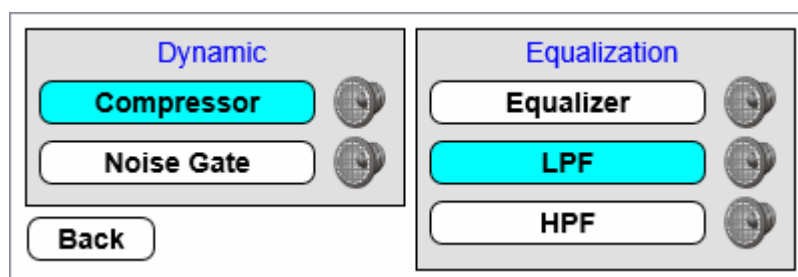 Dynamic
Compressor
Noise Gate
Back
Equalization
Equalizer
LPF
HPF